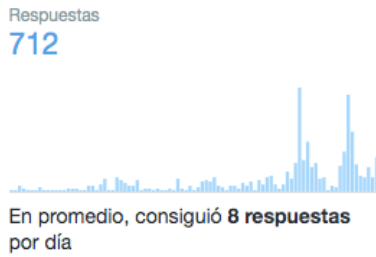 Respuestas
712
En promedio, consiguió 8 respuestas
por día